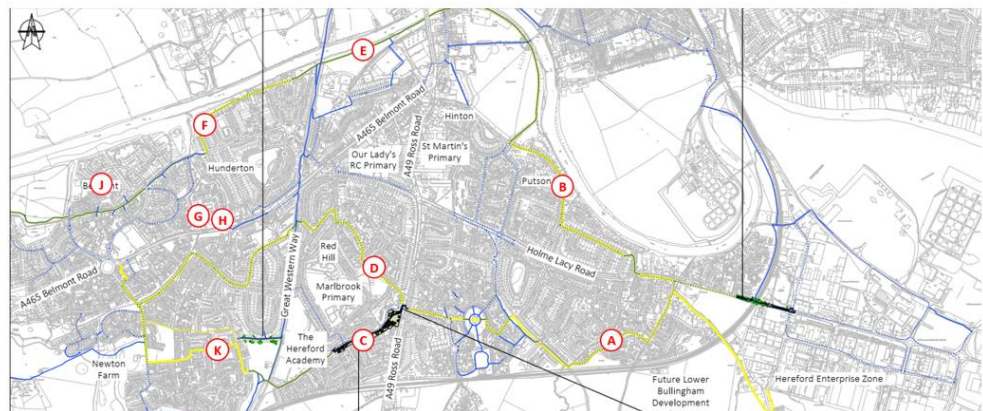 E
A465 Belmont Road
F
Hinton
A49 Ross Road
Our Lady's
RC Primary
St Martin's
Primary
Hunderton
J
Putson
B
G
H
Great Western Way
Red
Hill
Holme Lacy Road
A465 Belmont Road
D
Marlbrook
Primary
The
Hereford
Academy
C
A
K
A49 Ross Road
Newton
Farm
Future Lower
Bullingham
Development
Hereford Enterprise Zone